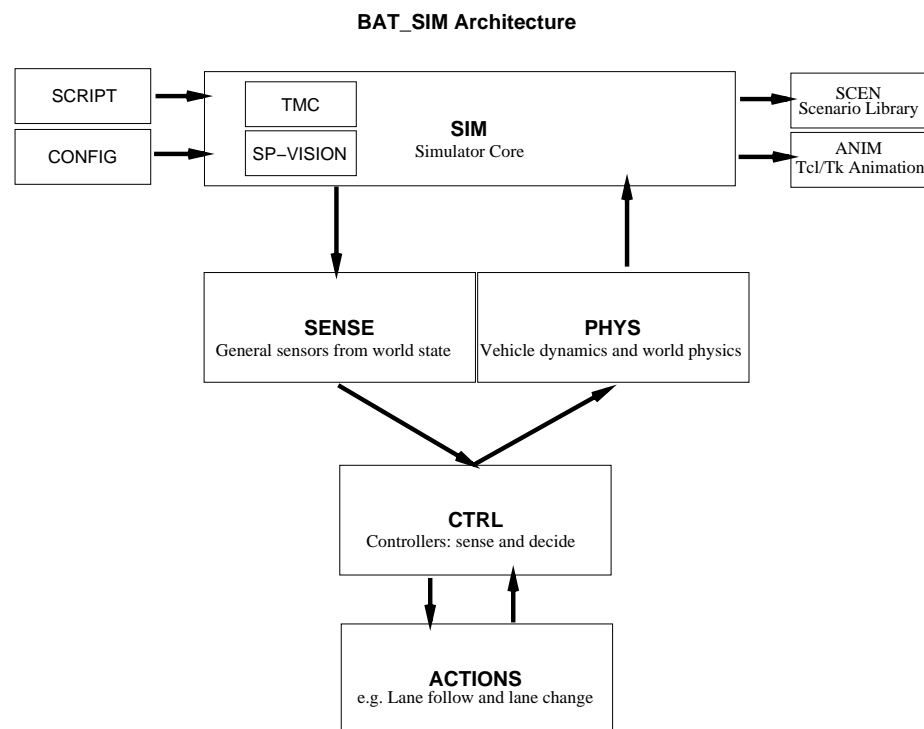 BAT_SIM Architecture
SCRIPT
CONFIG
TMC
SP−VISION
SIM
Simulator Core
SCEN
Scenario Library
ANIM
Tcl/Tk Animation
SENSE
General sensors from world state
PHYS
Vehicle dynamics and world physics
CTRL
Controllers: sense and decide
ACTIONS
e.g. Lane follow and lane change